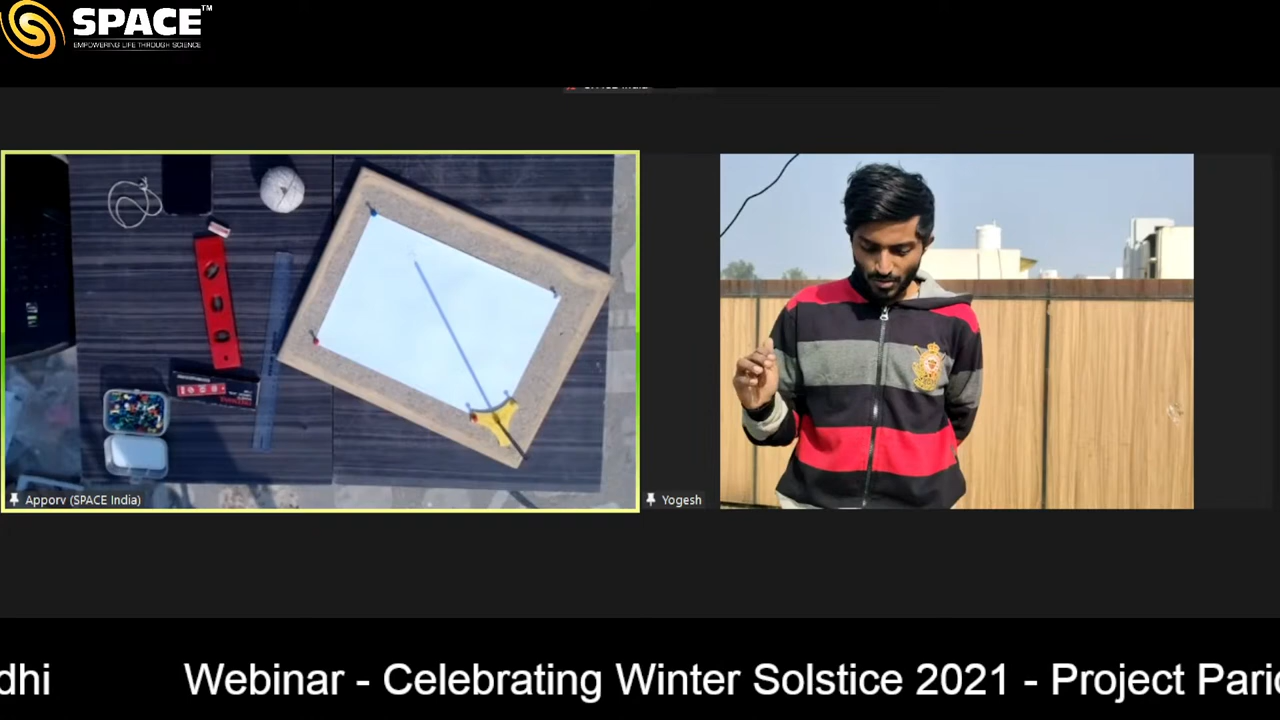 SPACE™
EMPOWERING LIFE THROUGH SCIENCE
Apporv (SPACE India)
Yogesh
dhi Webinar - Celebrating Winter Solstice 2021 - Project Pari